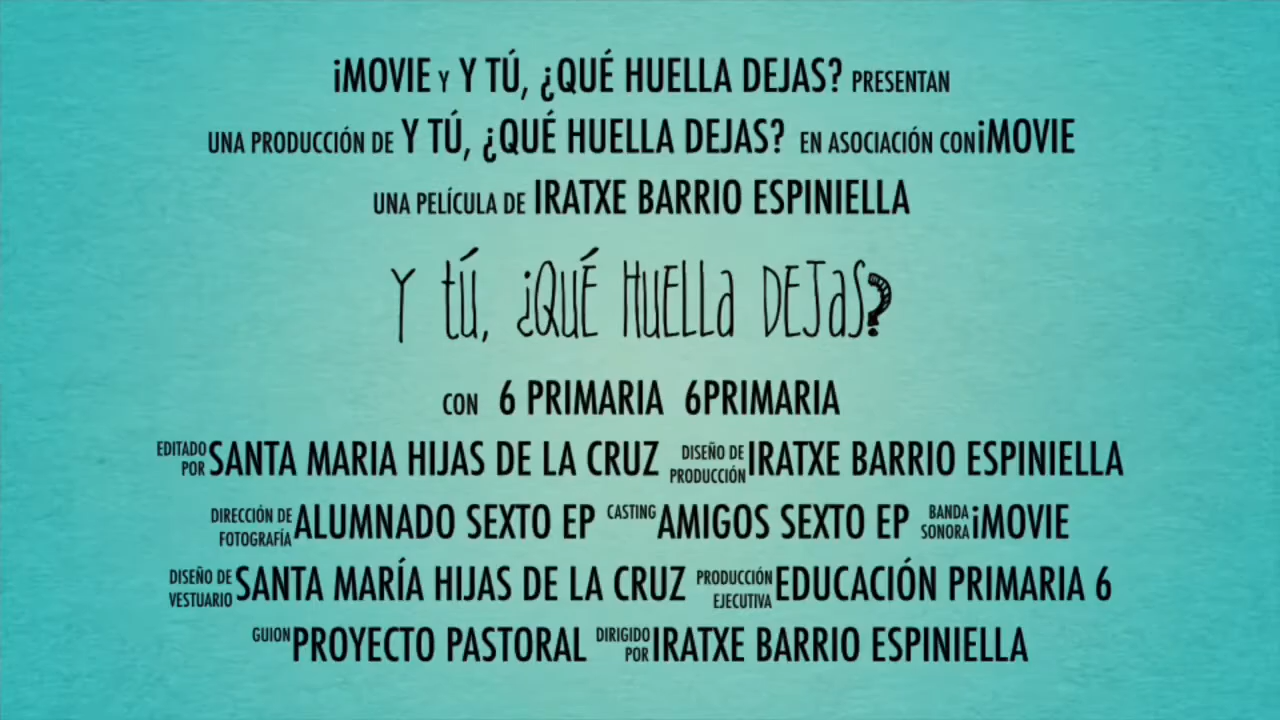 iMOVIE Y Y TÚ, ¿QUÉ HUELLA DEJAS? PRESENTAN
UNA PRODUCCIÓN DE Y TÚ, ¿QUÉ HUELLA DEJAS? EN ASOCIACIÓN CON iMOVIE
UNA PELÍCULA DE IRATXE BARRIO ESPINIELLA
Y tú, ¿QUÉ HUELLa DEJaS?
CON 6 PRIMARIA 6PRIMARIA
EDITADO POR SANTA MARIA HIJAS DE LA CRUZ DISEÑO DE PRODUCCIÓN IRATXE BARRIO ESPINIELLA
DIRECCIÓN DE FOTOGRAFÍA ALUMNADO SEXTO EP CASTING AMIGOS SEXTO EP BANDA SONORA iMOVIE
DISEÑO DE VESTUARIO SANTA MARÍA HIJAS DE LA CRUZ PRODUCCIÓN EJECUTIVA EDUCACIÓN PRIMARIA 6
GUION PROYECTO PASTORAL DIRIGIDO POR IRATXE BARRIO ESPINIELLA